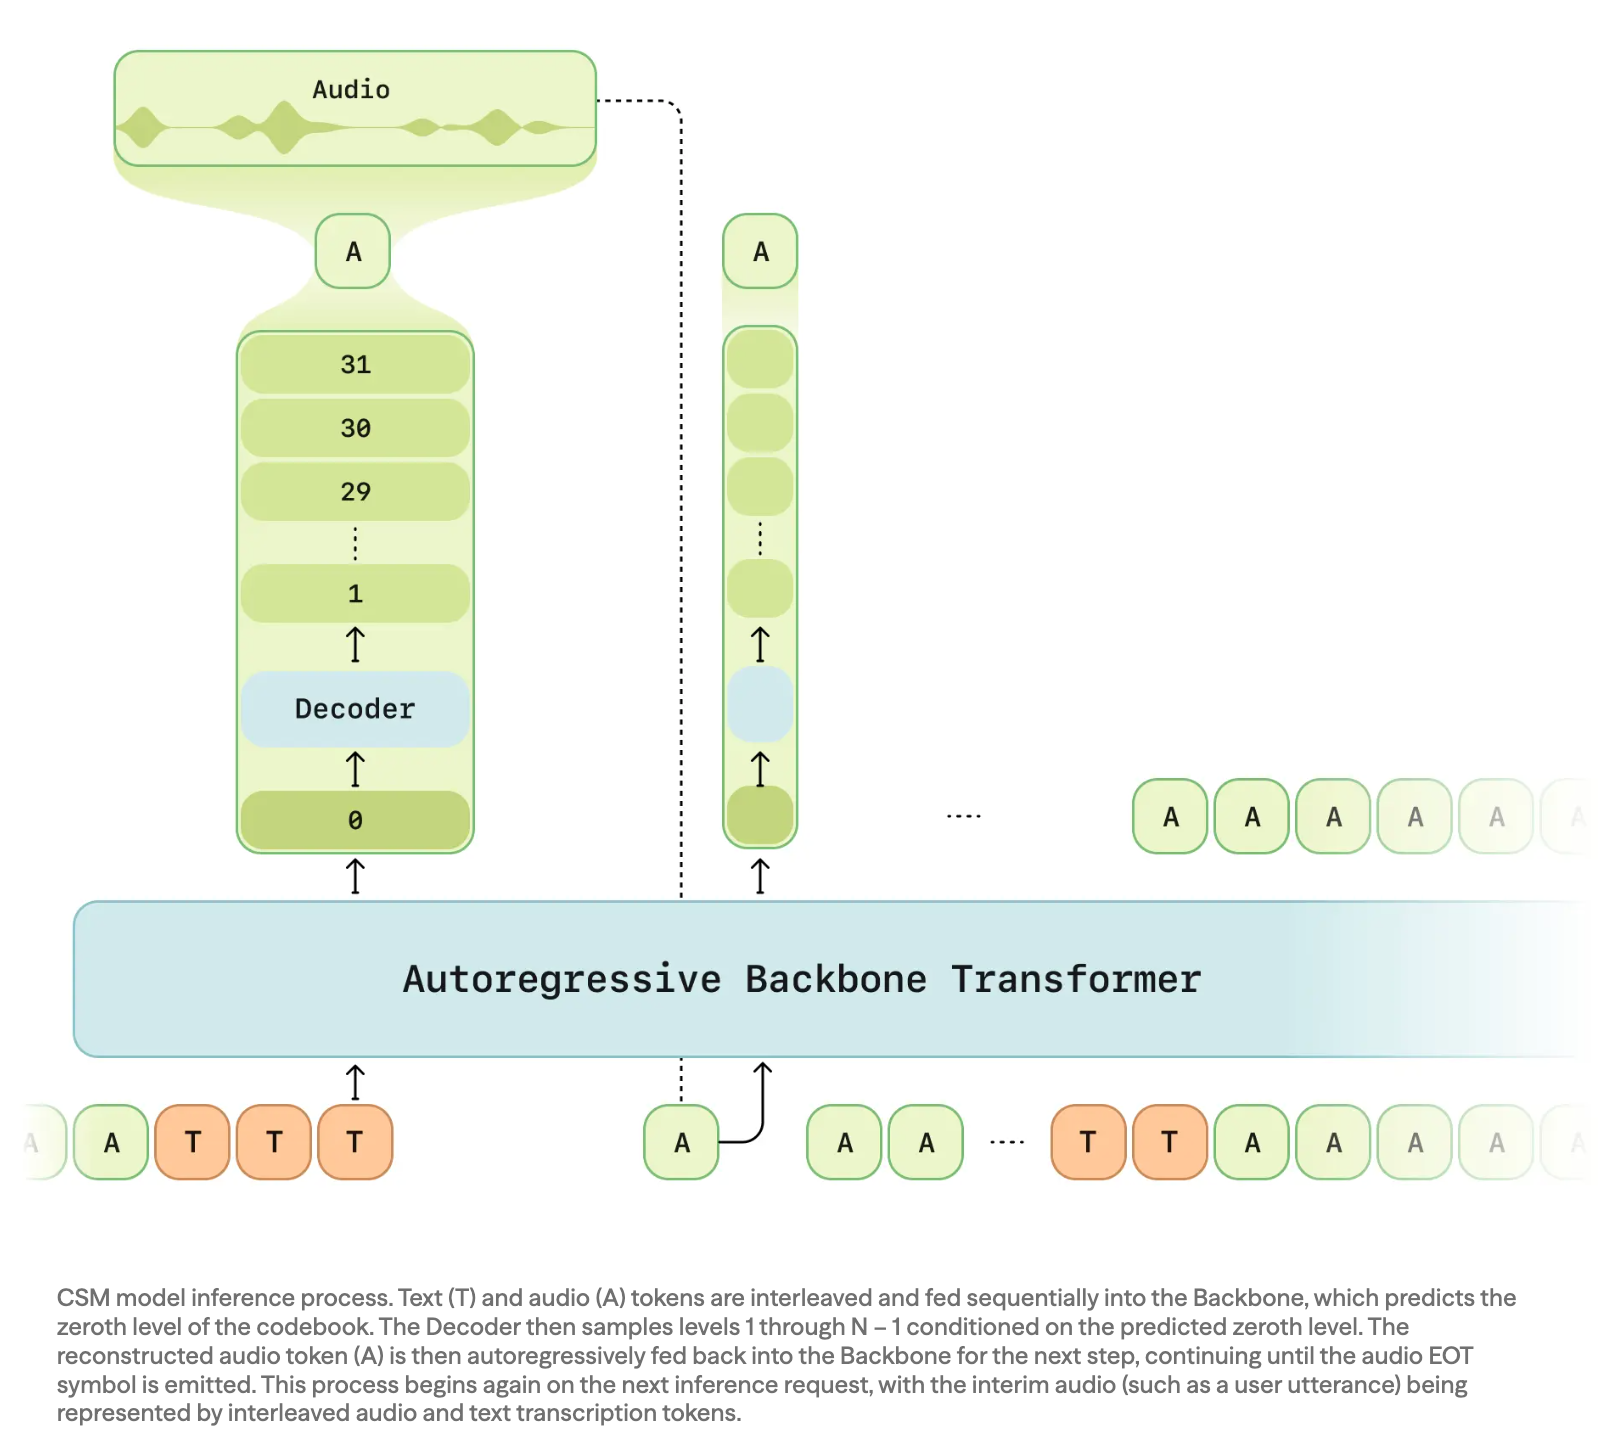 Audio
A
A
31
30
29
1
Decoder
0
A A A A A A
Autoregressive Backbone Transformer
A A T T T A A A T T A A A A A
CSM model inference process. Text (T) and audio (A) tokens are interleaved and fed sequentially into the Backbone, which predicts the
zeroth level of the codebook. The Decoder then samples levels 1 through N – 1 conditioned on the predicted zeroth level. The
reconstructed audio token (A) is then autoregressively fed back into the Backbone for the next step, continuing until the audio EOT
symbol is emitted. This process begins again on the next inference request, with the interim audio (such as a user utterance) being
represented by interleaved audio and text transcription tokens.